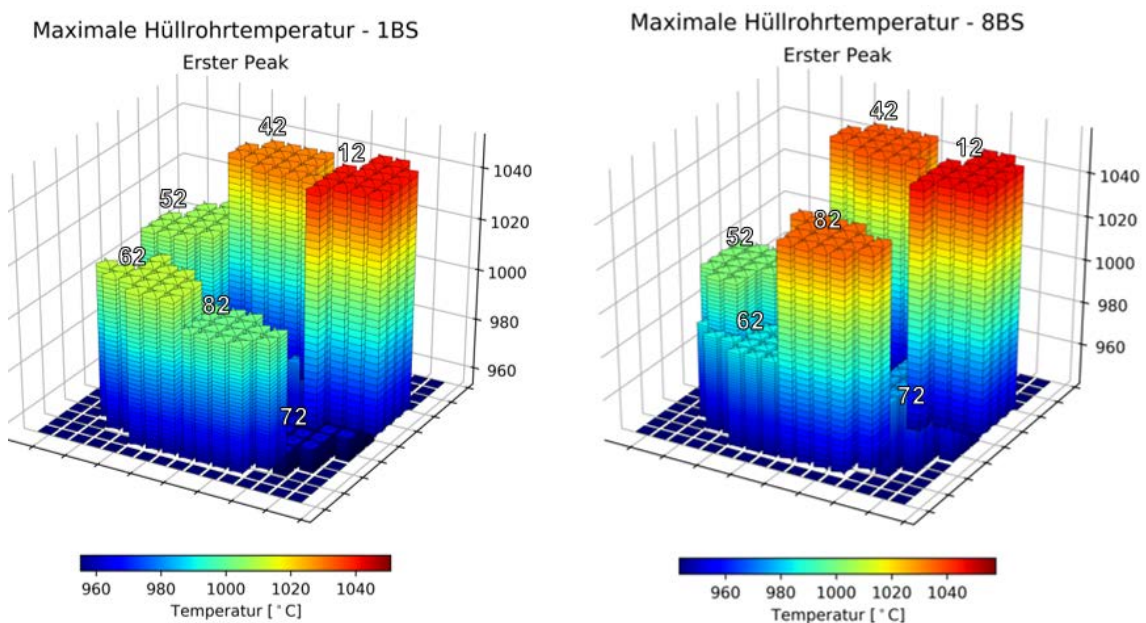 Maximale Hüllrohrtemperatur - 1BS
Erster Peak
42
12
52
62
82
72
1040
1020
1000
980
960
960 980 1000 1020 1040
Temperatur [°C]
Maximale Hüllrohrtemperatur - 8BS
Erster Peak
42
12
82
52
62
72
1040
1020
1000
980
960
960 980 1000 1020 1040
Temperatur [°C]